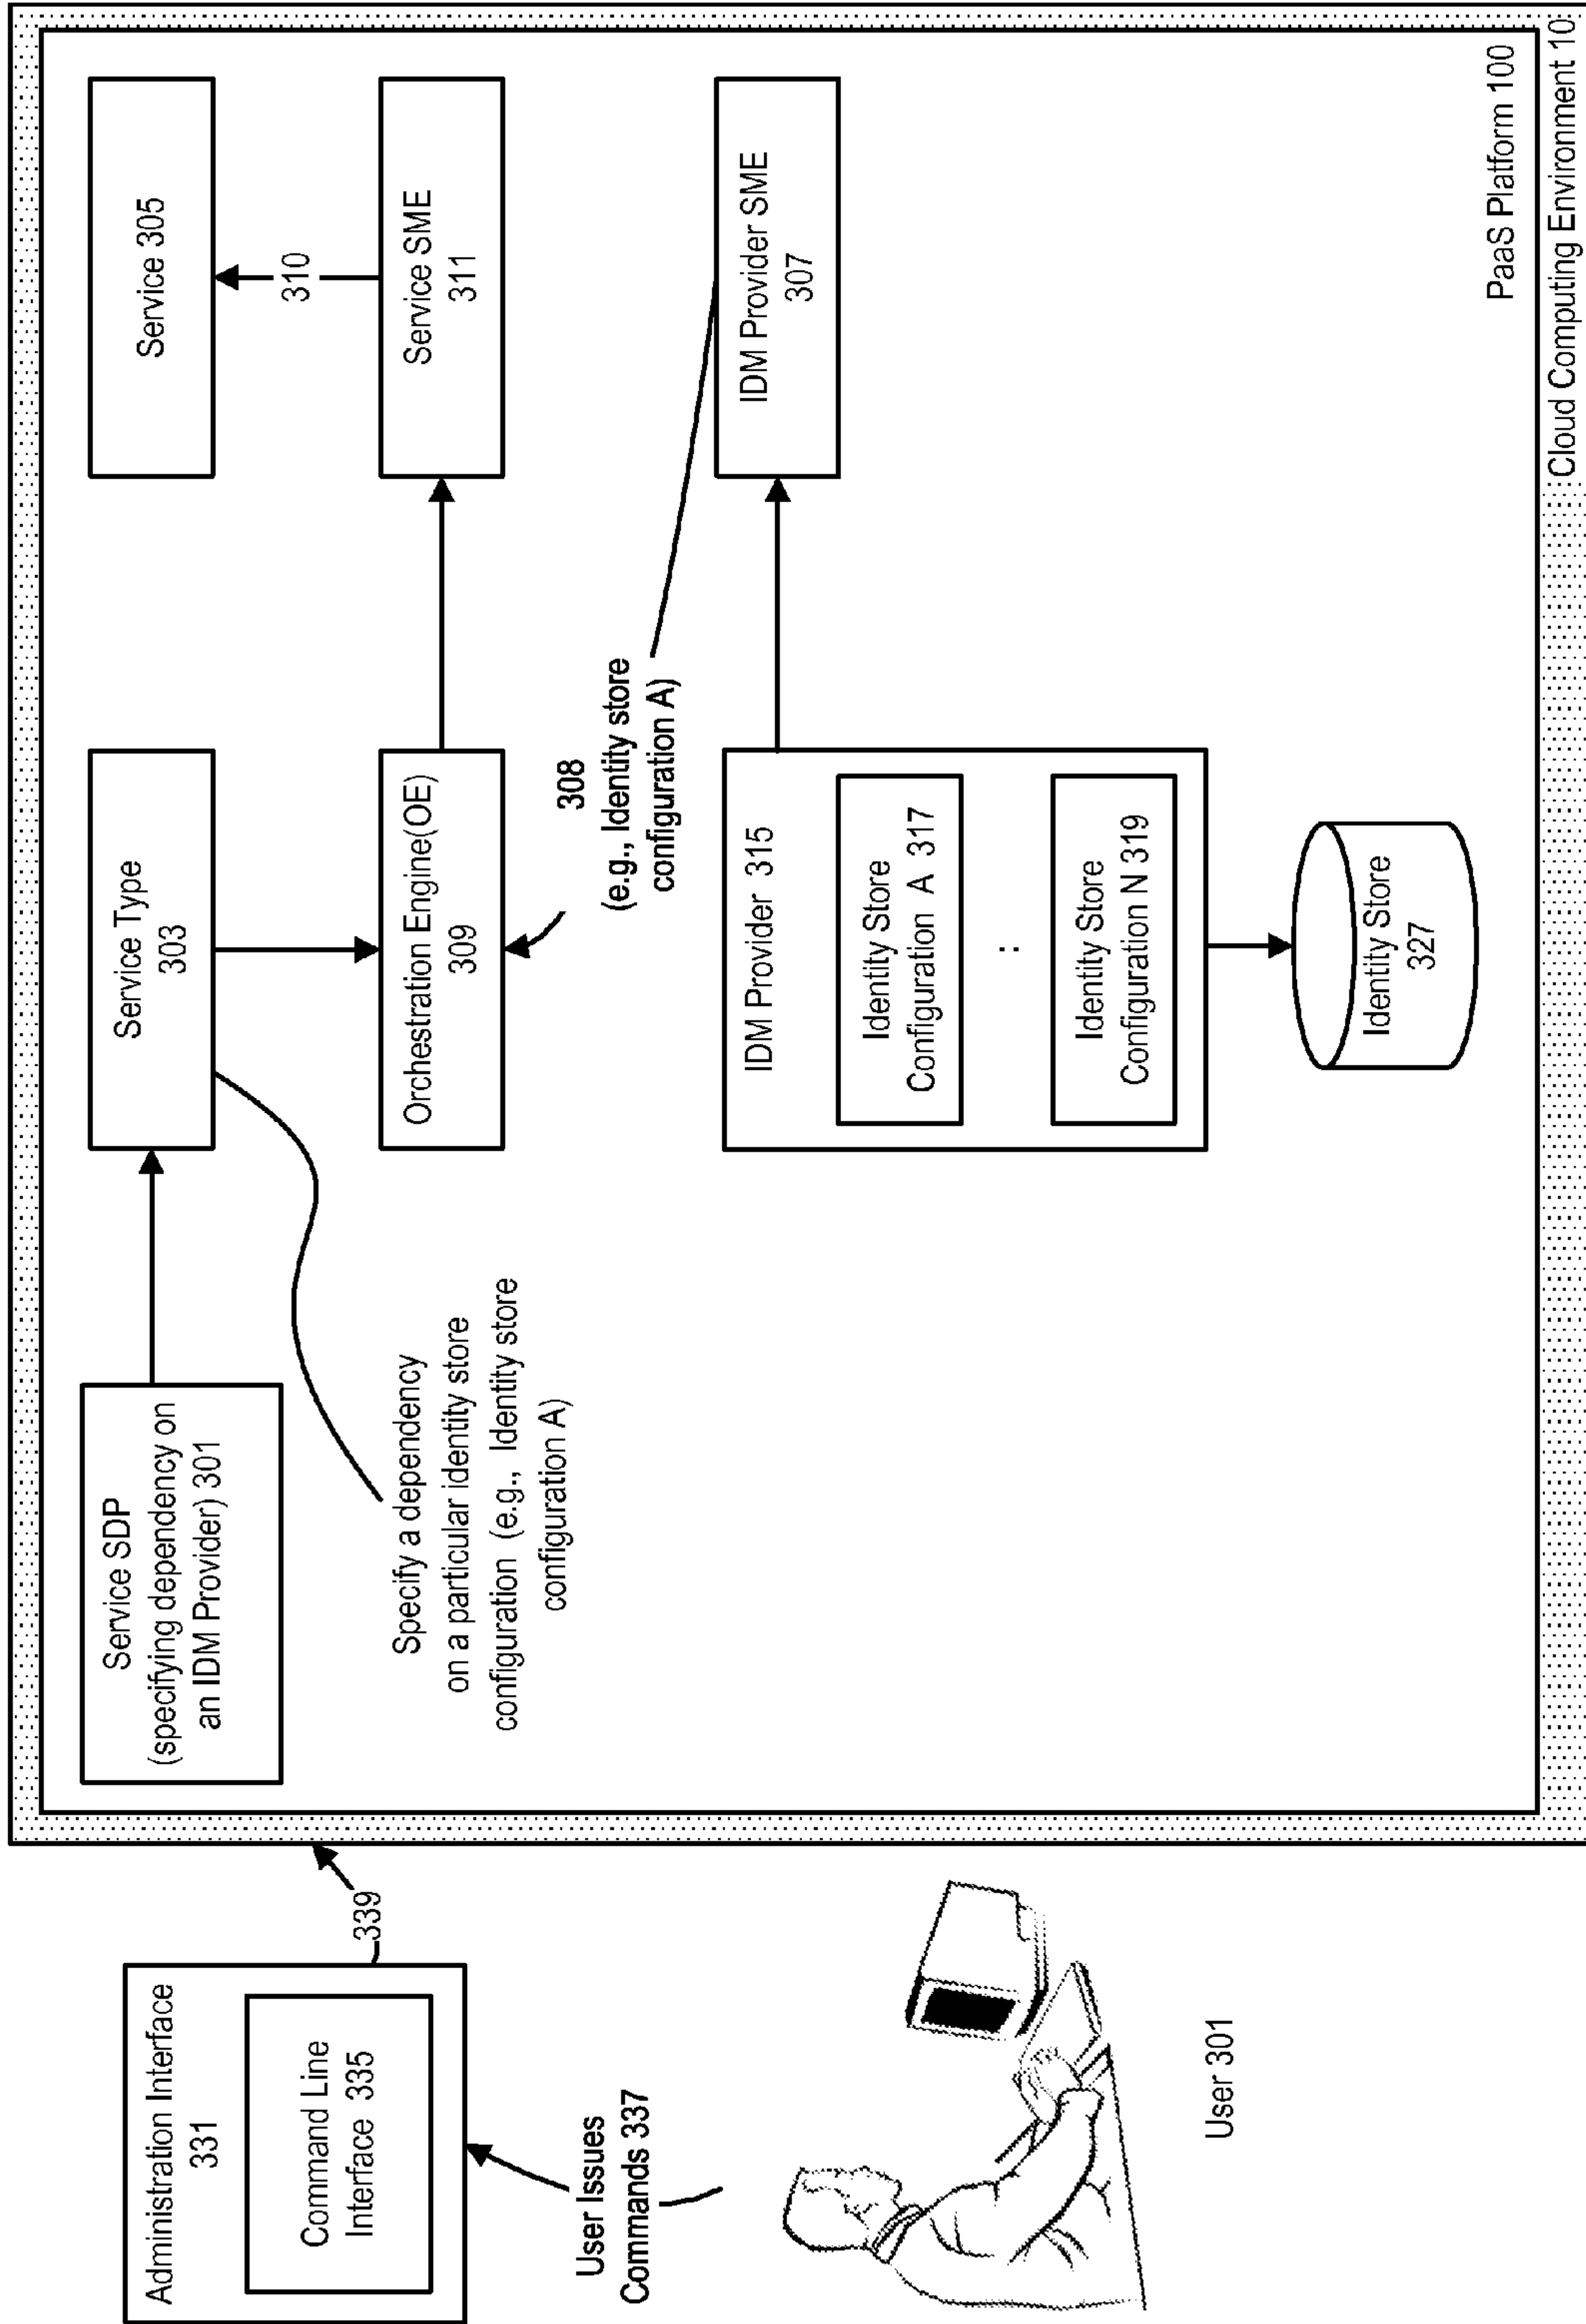 Administration Interface
331
Command Line
Interface 335
User Issues
Commands 337
User 301
339
Service SDP
(specifying dependency on
an IDM Provider) 301
Specify a dependency
on a particular identity store
configuration (e.g., Identity store
configuration A)
Service Type
303
Orchestration Engine(OE)
309
308
(e.g., Identity store
configuration A)
Service 305
310
Service SME
311
IDM Provider SME
307
IDM Provider 315
Identity Store
Configuration A 317
:
Identity Store
Configuration N 319
Identity Store
327
PaaS Platform 100
Cloud Computing Environment 10